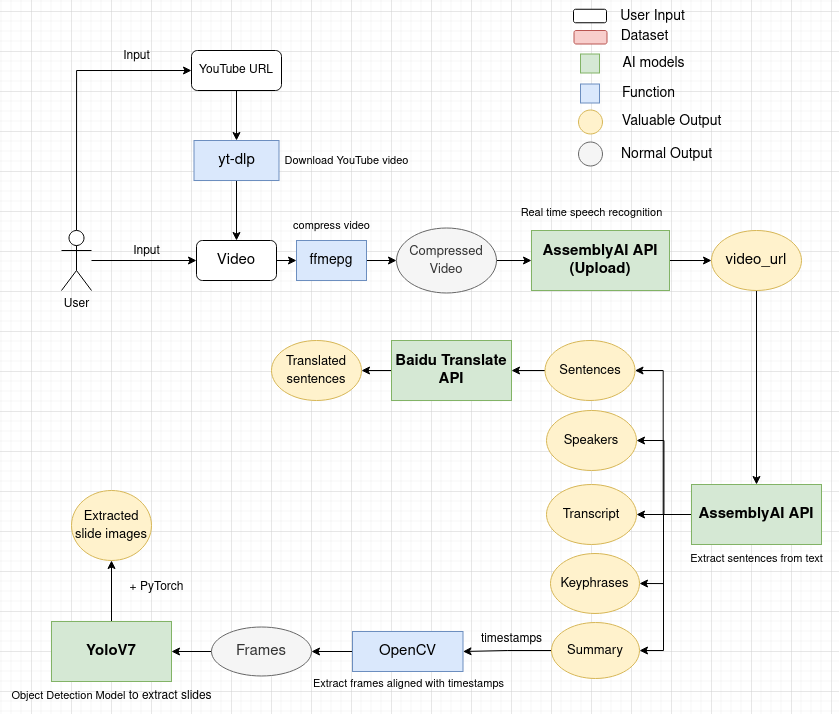 User Input
Dataset
AI models
Function
Valuable Output
Normal Output
Input
YouTube URL
yt-dlp
Download YouTube video
Input
User
Video
compress video
ffmepg
Compressed
Video
Real time speech recognition
AssemblyAI API
(Upload)
video_url
Translated
sentences
Baidu Translate
API
Sentences
Speakers
Transcript
AssemblyAI API
Extract sentences from text
Keyphrases
Summary
timestamps
OpenCV
Extract frames aligned with timestamps
Frames
YoloV7
Object Detection Model to extract slides
+ PyTorch
Extracted
slide images